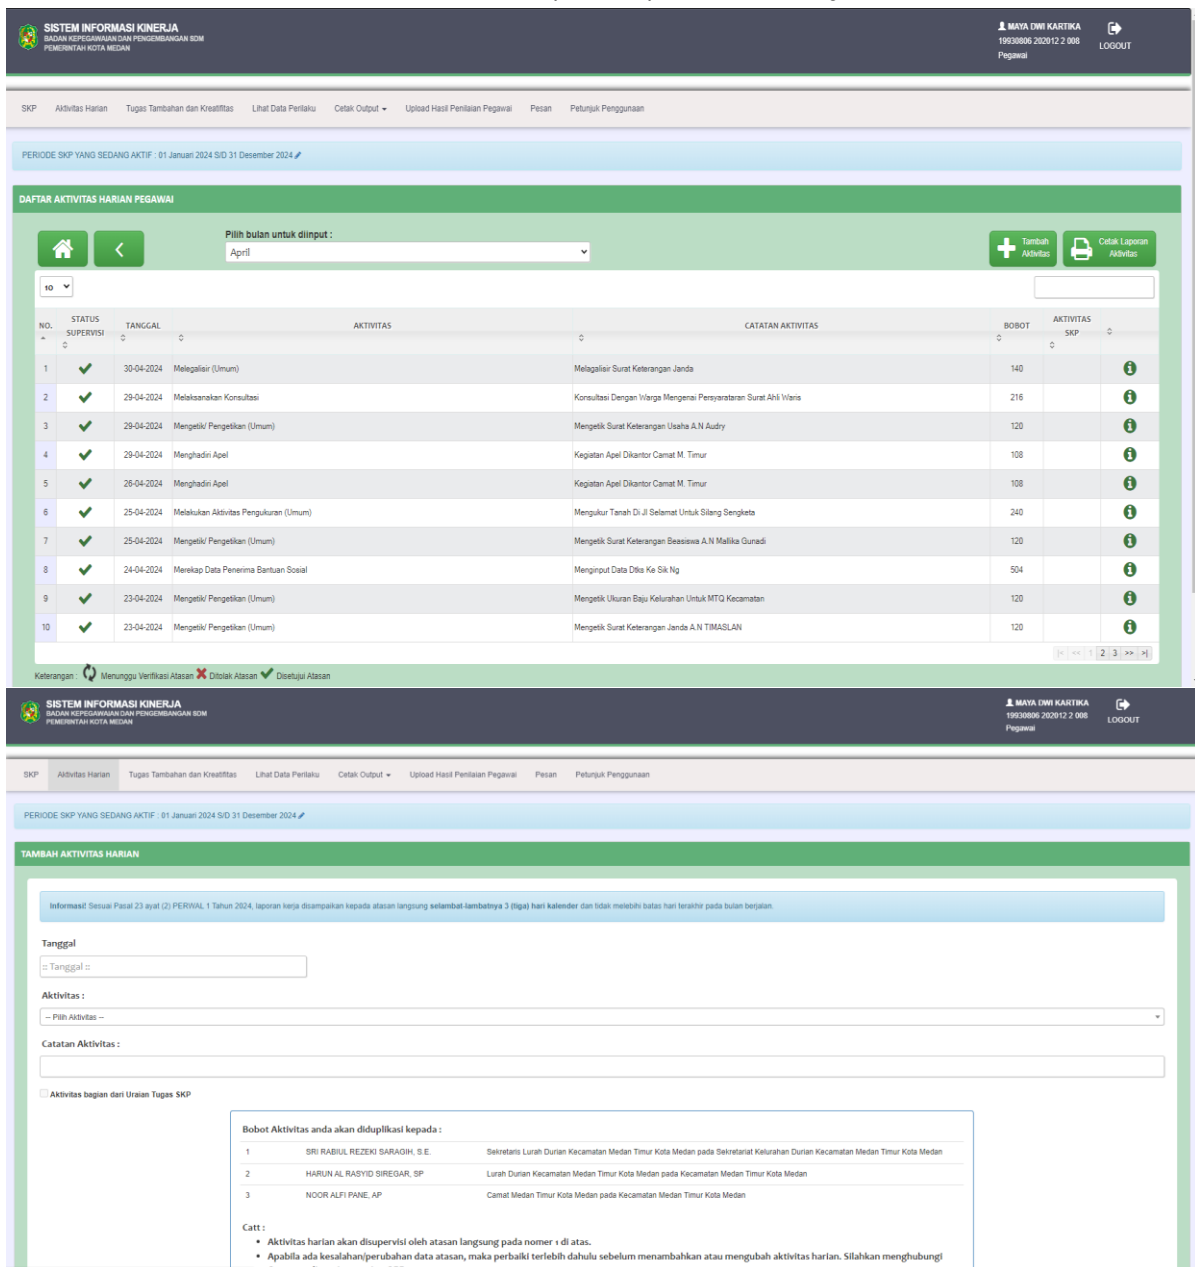 SISTEM INFORMASI KINERJA
BADAN KEPEGAWAIAN DAN PENGEMBANGAN SDM
PEMERINTAH KOTA MEDAN
MAYA DWI KARTIKA
19930806 202012 2 008
Pegawai
LOGOUT
SKP Aktivitas Harian Tugas Tambahan dan Kreatifitas Lihat Data Perilaku Cetak Output Upload Hasil Penilaian Pegawai Pesan Petunjuk Penggunaan
PERIODE SKP YANG SEDANG AKTIF : 01 Januari 2024 S/D 31 Desember 2024
DAFTAR AKTIVITAS HARIAN PEGAWAI
Pilih bulan untuk diinput :
April
Tambah Aktivitas
Cetak Laporan Aktivitas
10
NO. STATUS SUPERVISI TANGGAL AKTIVITAS CATATAN AKTIVITAS BOBOT AKTIVITAS SKP
1 30-04-2024 Melegalisir (Umum) Melagalisir Surat Keterangan Janda 140
2 29-04-2024 Melaksanakan Konsultasi Konsultasi Dengan Warga Mengenai Persyarataran Surat Ahli Waris 216
3 29-04-2024 Mengetik/ Pengetikan (Umum) Mengetik Surat Keterangan Usaha A.N Audry 120
4 29-04-2024 Menghadiri Apel Kegiatan Apel Dikantor Camat M. Timur 108
5 26-04-2024 Menghadiri Apel Kegiatan Apel Dikantor Camat M. Timur 108
6 25-04-2024 Melakukan Aktivitas Pengukuran (Umum) Mengukur Tanah Di Jl Selamat Untuk Silang Sengketa 240
7 25-04-2024 Mengetik/ Pengetikan (Umum) Mengetik Surat Keterangan Beasiswa A.N Mallika Gunadi 120
8 24-04-2024 Merekap Data Penerima Bantuan Sosial Menginput Data Dtks Ke Sik Ng 504
9 23-04-2024 Mengetik/ Pengetikan (Umum) Mengetik Ukuran Baju Kelurahan Untuk MTQ Kecamatan 120
10 23-04-2024 Mengetik/ Pengetikan (Umum) Mengetik Surat Keterangan Janda A.N TIMASLAN 120
|< << 1 2 3 >> >|
Keterangan : Menunggu Verifikasi Atasan Ditolak Atasan Disetujui Atasan
SISTEM INFORMASI KINERJA
BADAN KEPEGAWAIAN DAN PENGEMBANGAN SDM
PEMERINTAH KOTA MEDAN
MAYA DWI KARTIKA
19930806 202012 2 008
Pegawai
LOGOUT
SKP Aktivitas Harian Tugas Tambahan dan Kreatifitas Lihat Data Perilaku Cetak Output Upload Hasil Penilaian Pegawai Pesan Petunjuk Penggunaan
PERIODE SKP YANG SEDANG AKTIF : 01 Januari 2024 S/D 31 Desember 2024
TAMBAH AKTIVITAS HARIAN
Informasi! Sesuai Pasal 23 ayat (2) PERWAL 1 Tahun 2024, laporan kerja disampaikan kepada atasan langsung selambat-lambatnya 3 (tiga) hari kalender dan tidak melebihi batas hari terakhir pada bulan berjalan.
Tanggal
:: Tanggal ::
Aktivitas :
-- Pilih Aktivitas --
Catatan Aktivitas :
Aktivitas bagian dari Uraian Tugas SKP
Bobot Aktivitas anda akan diduplikasi kepada :
1 SRI RABIUL REZEKI SARAGIH, S.E. Sekretaris Lurah Durian Kecamatan Medan Timur Kota Medan pada Sekretariat Kelurahan Durian Kecamatan Medan Timur Kota Medan
2 HARUN AL RASYID SIREGAR, SP Lurah Durian Kecamatan Medan Timur Kota Medan pada Kecamatan Medan Timur Kota Medan
3 NOOR ALFI PANE, AP Camat Medan Timur Kota Medan pada Kecamatan Medan Timur Kota Medan
Catt :
• Aktivitas harian akan disupervisi oleh atasan langsung pada nomer 1 di atas.
• Apabila ada kesalahan/perubahan data atasan, maka perbaiki terlebih dahulu sebelum menambahkan atau mengubah aktivitas harian. Silahkan menghubungi